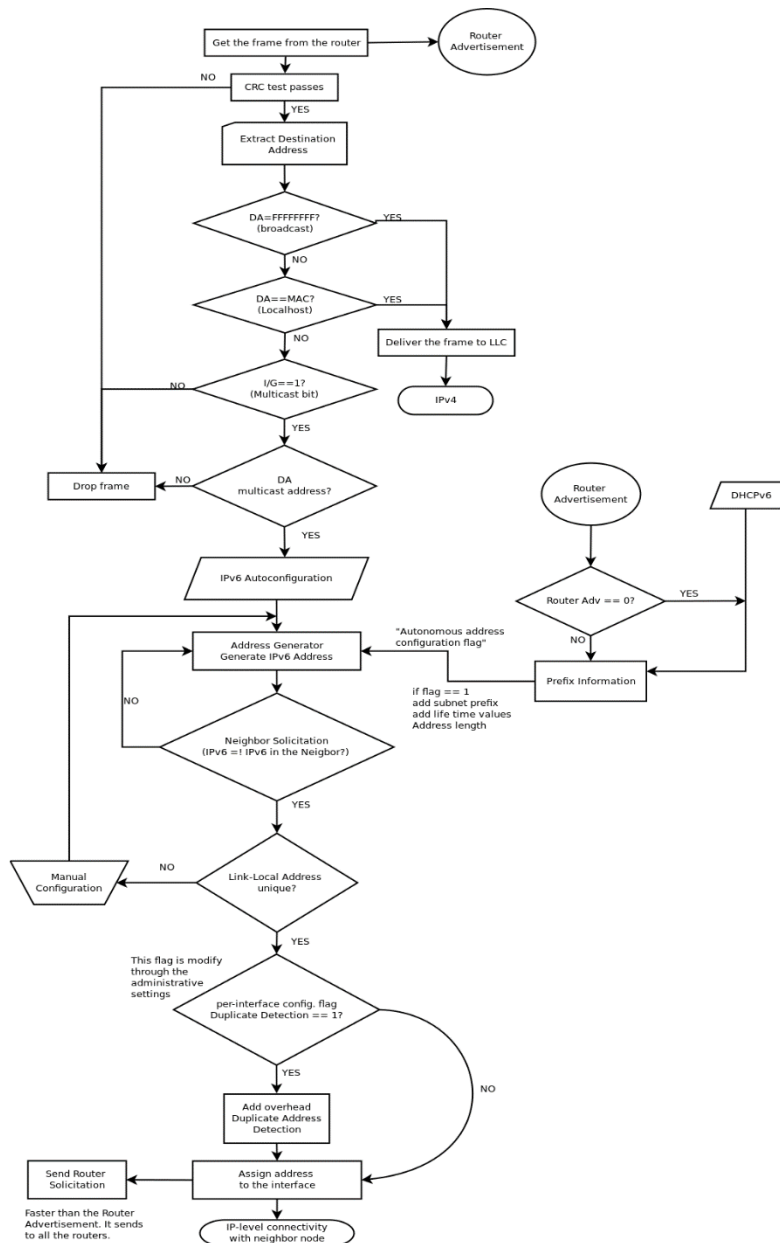 Get the frame from the router
Router
Advertisement
NO
CRC test passes
YES
Extract Destination
Address
DA=FFFFFFFF?
(broadcast)
YES
NO
DA==MAC?
(Localhost)
YES
NO
Deliver the frame to LLC
I/G==1?
(Multicast bit)
NO
IPv4
YES
DA
multicast address?
NO
Drop frame
Router
Advertisement
DHCPv6
YES
IPv6 Autoconfiguration
Router Adv == 0?
YES
NO
Address Generator
Generate IPv6 Address
"Autonomous address
configuration flag"
Prefix Information
if flag == 1
add subnet prefix
add life time values
Address length
NO
Neighbor Solicitation
(IPv6 =! IPv6 in the Neigbor?)
YES
Manual
Configuration
NO
Link-Local Address
unique?
YES
This flag is modify
through the
administrative
settings
per-interface config. flag
Duplicate Detection == 1?
YES
NO
Add overhead
Duplicate Address
Detection
Send Router
Solicitation
Assign address
to the interface
Faster than the Router
Advertisement. It sends
to all the routers.
IP-level connectivity
with neighbor node